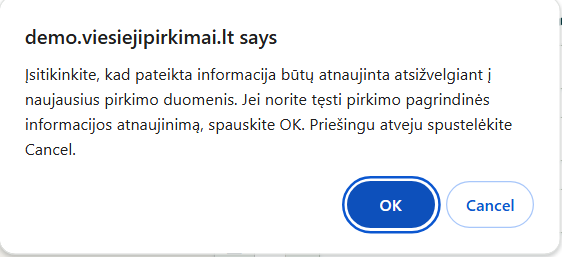 demo.viesiejipirkimai.lt says
Įsitikinkite, kad pateikta informacija būtų atnaujinta atsižvelgiant į
naujausius pirkimo duomenis. Jei norite tęsti pirkimo pagrindinės
informacijos atnaujinimą, spauskite OK. Priešingu atveju spustelėkite
Cancel.
OK Cancel